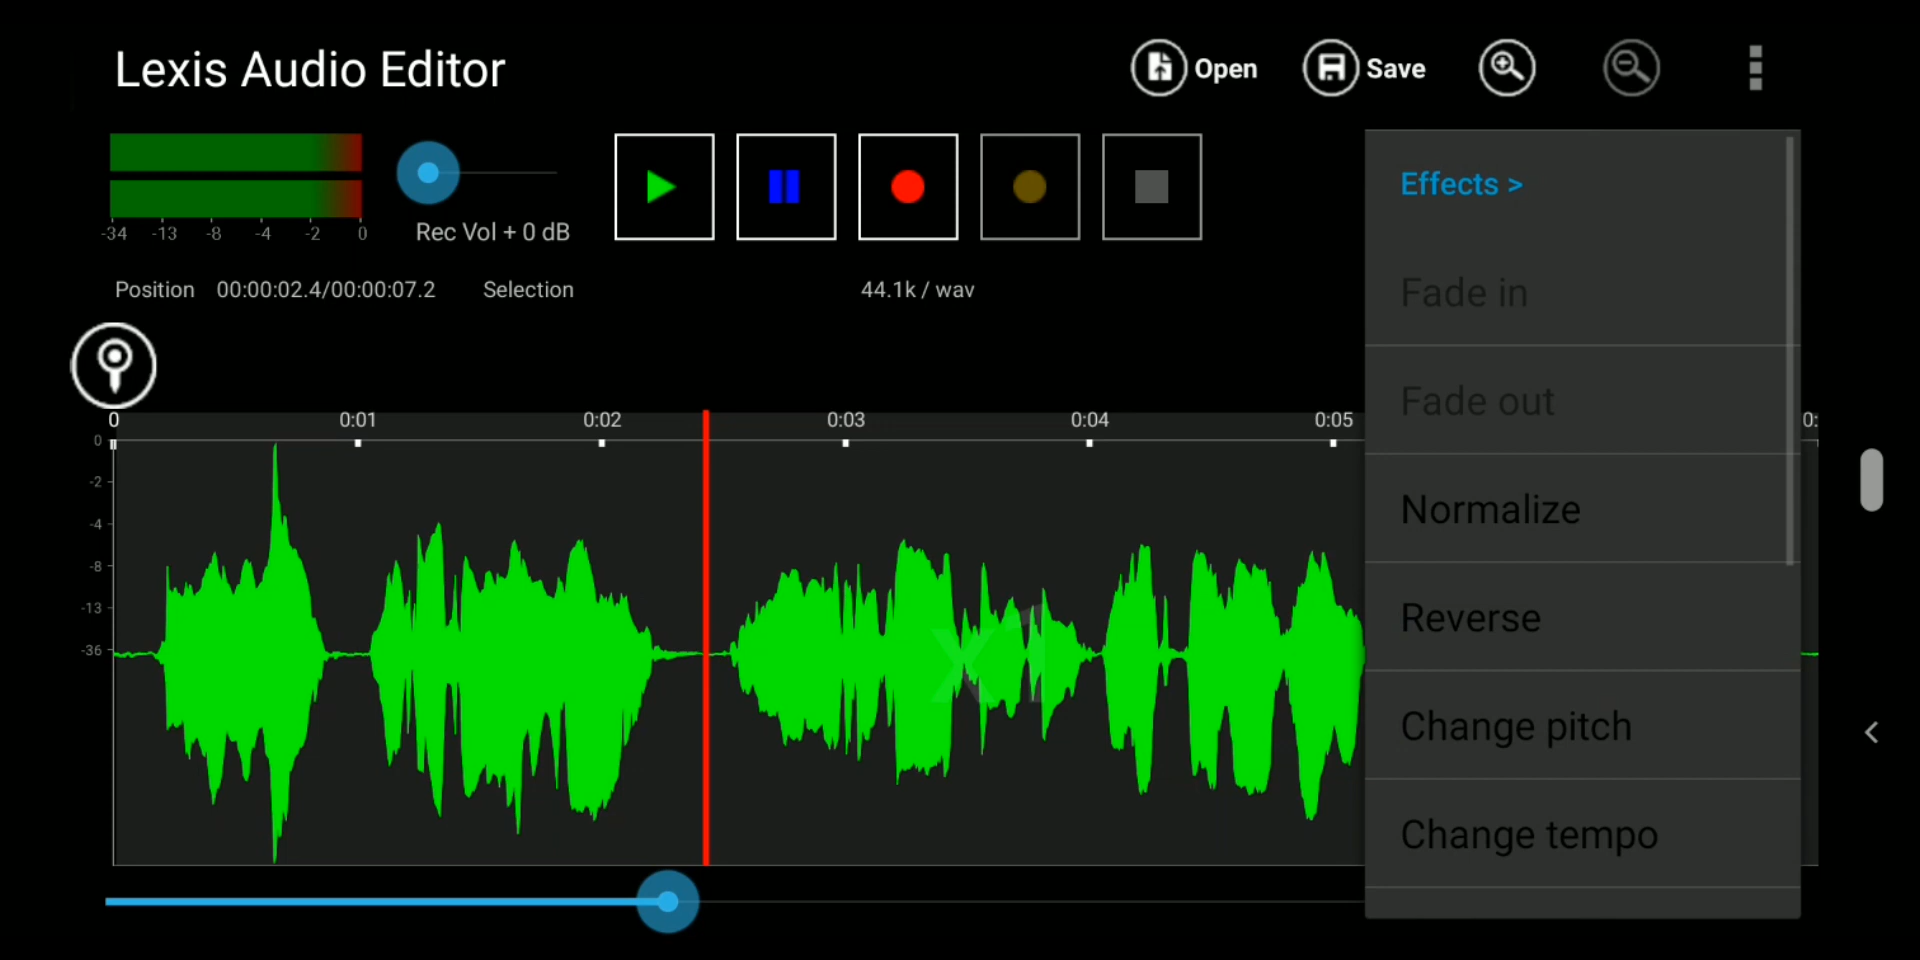 Lexis Audio Editor
Open
Save
-34 -13 -8 -4 -2 0
Rec Vol + 0 dB
Position 00:00:02.4/00:00:07.2 Selection 44.1k / wav
0 0:01 0:02 0:03 0:04 0:05 0:
0
-2
-4
-8
-13
-36
x1
Effects >
Fade in
Fade out
Normalize
Reverse
Change pitch
Change tempo